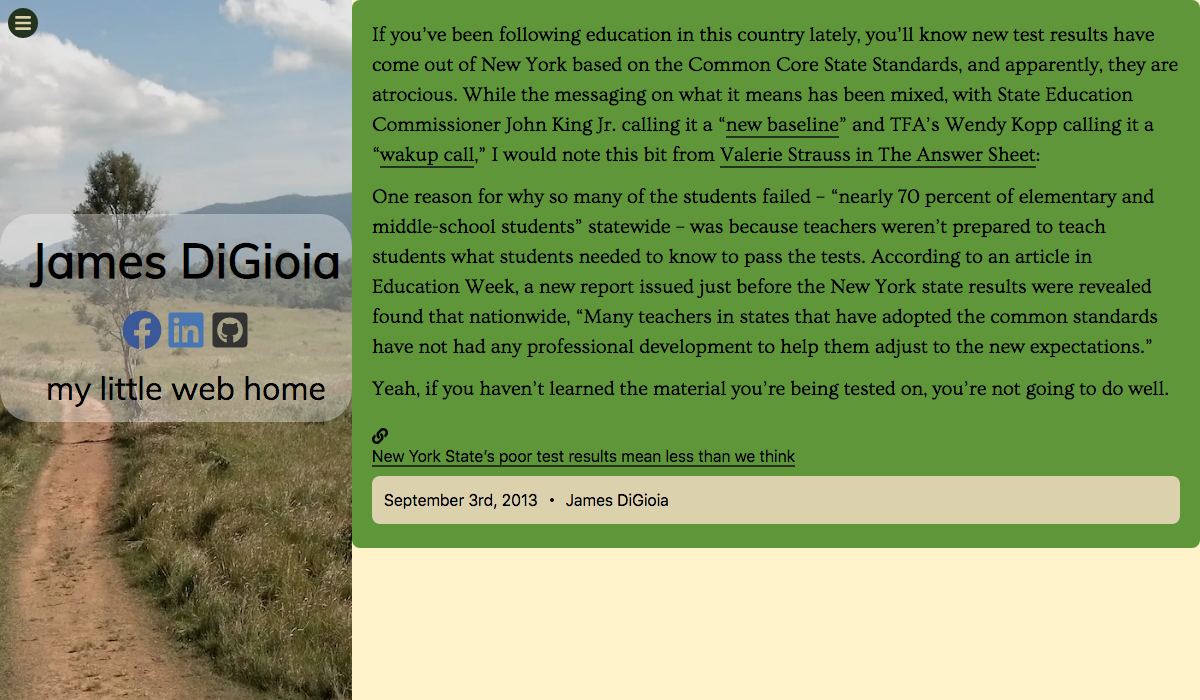 James DiGioia
my little web home
If you’ve been following education in this country lately, you’ll know new test results have
come out of New York based on the Common Core State Standards, and apparently, they are
atrocious. While the messaging on what it means has been mixed, with State Education
Commissioner John King Jr. calling it a “new baseline” and TFA’s Wendy Kopp calling it a
“wakup call,” I would note this bit from Valerie Strauss in The Answer Sheet:
One reason for why so many of the students failed – “nearly 70 percent of elementary and
middle-school students” statewide – was because teachers weren’t prepared to teach
students what students needed to know to pass the tests. According to an article in
Education Week, a new report issued just before the New York state results were revealed
found that nationwide, “Many teachers in states that have adopted the common standards
have not had any professional development to help them adjust to the new expectations.”
Yeah, if you haven’t learned the material you’re being tested on, you’re not going to do well.
New York State’s poor test results mean less than we think
September 3rd, 2013 • James DiGioia